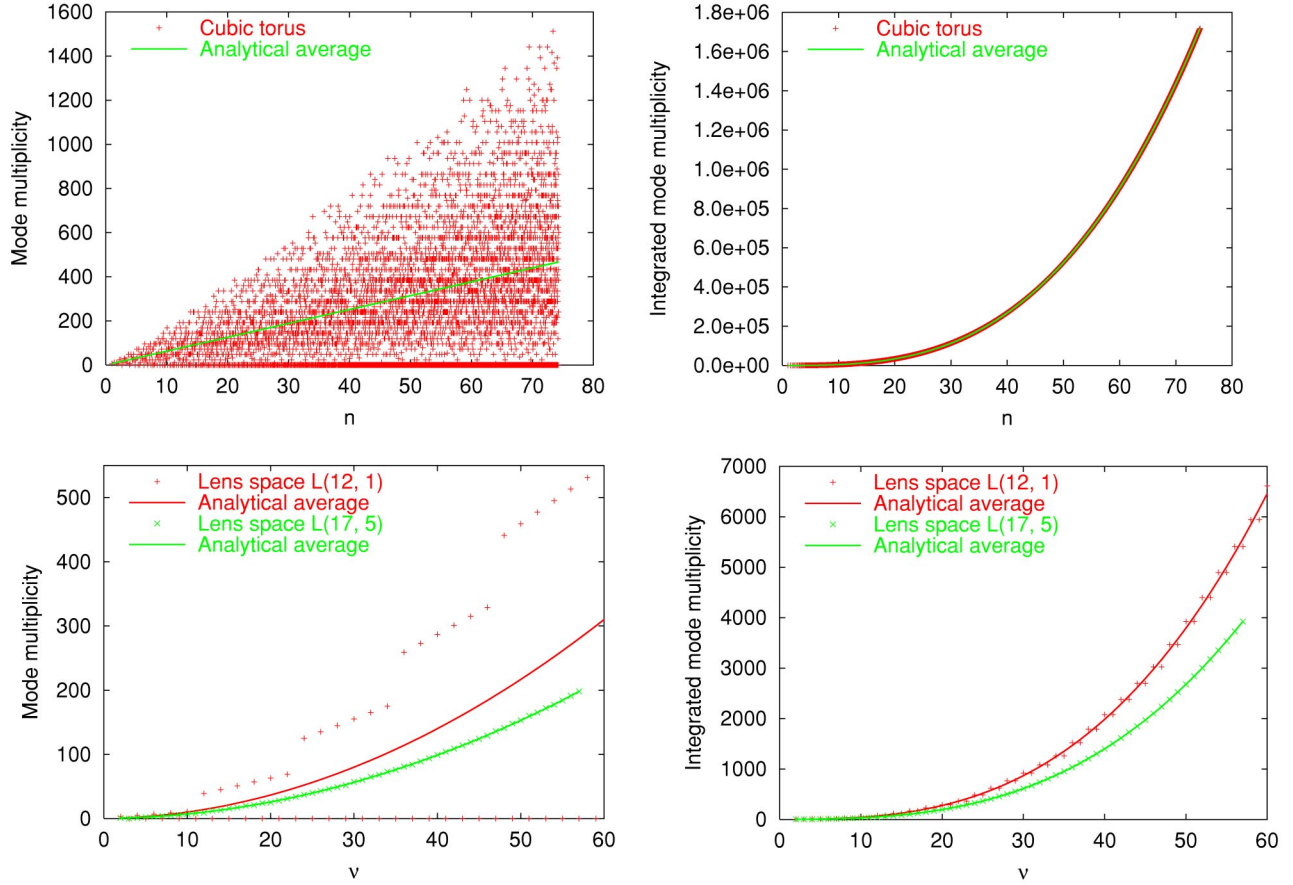 Cubic torus
Analytical average
Mode multiplicity
1600
1400
1200
1000
800
600
400
200
0
0 10 20 30 40 50 60 70 80
n
Cubic torus
Analytical average
Integrated mode multiplicity
1.8e+06
1.6e+06
1.4e+06
1.2e+06
1.0e+06
8.0e+05
6.0e+05
4.0e+05
2.0e+05
0.0e+00
0 10 20 30 40 50 60 70 80
n
Lens space L(12, 1)
Analytical average
Lens space L(17, 5)
Analytical average
Mode multiplicity
500
400
300
200
100
0
0 10 20 30 40 50 60
ν
Lens space L(12, 1)
Analytical average
Lens space L(17, 5)
Analytical average
Integrated mode multiplicity
7000
6000
5000
4000
3000
2000
1000
0
0 10 20 30 40 50 60
ν